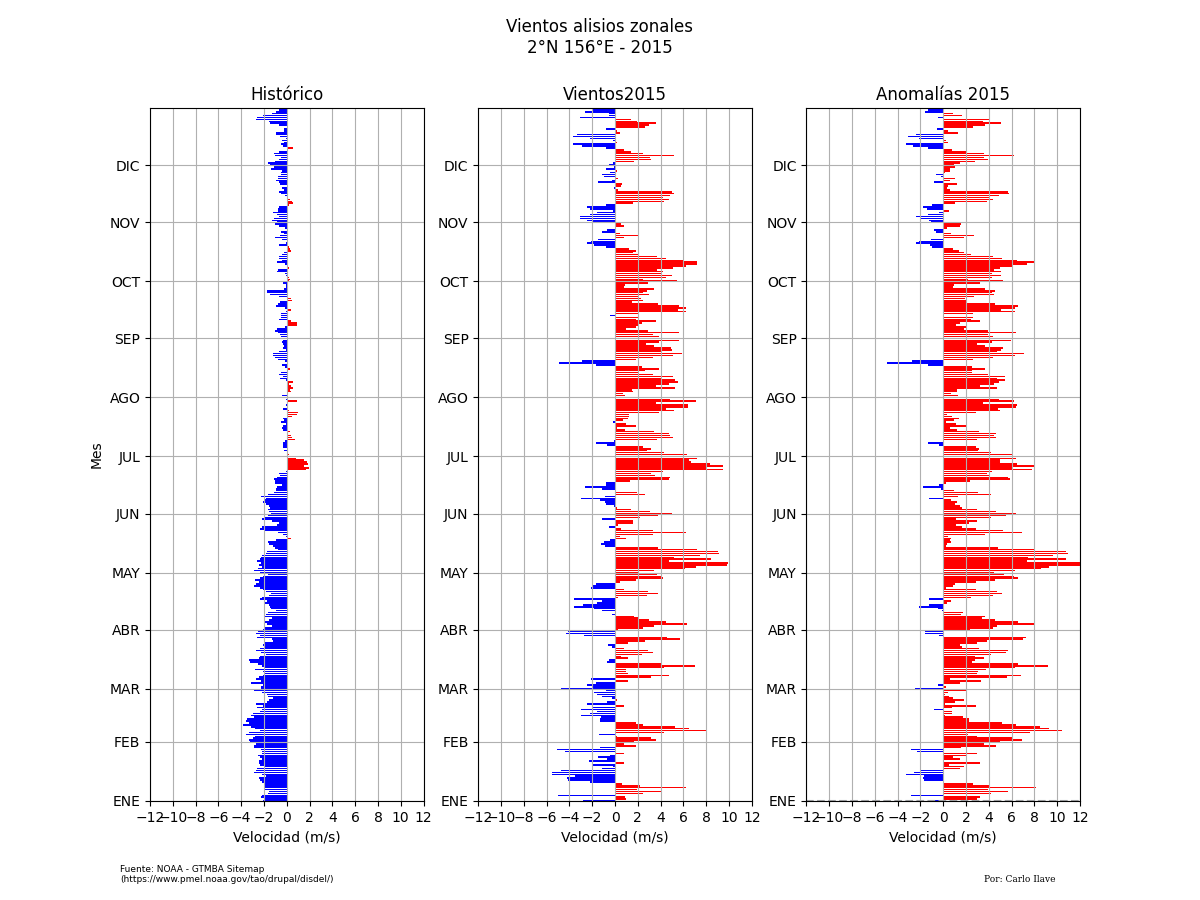 Vientos alisios zonales
2°N 156°E - 2015
Histórico
Vientos2015
Anomalías 2015
Mes
DIC
NOV
OCT
SEP
AGO
JUL
JUN
MAY
ABR
MAR
FEB
ENE
−12 −10 −8 −6 −4 −2 0 2 4 6 8 10 12
Velocidad (m/s)
DIC
NOV
OCT
SEP
AGO
JUL
JUN
MAY
ABR
MAR
FEB
ENE
−12 −10 −8 −6 −4 −2 0 2 4 6 8 10 12
Velocidad (m/s)
DIC
NOV
OCT
SEP
AGO
JUL
JUN
MAY
ABR
MAR
FEB
ENE
−12 −10 −8 −6 −4 −2 0 2 4 6 8 10 12
Velocidad (m/s)
Fuente: NOAA - GTMBA Sitemap
(https://www.pmel.noaa.gov/tao/drupal/disdel/)
Por: Carlo Ilave